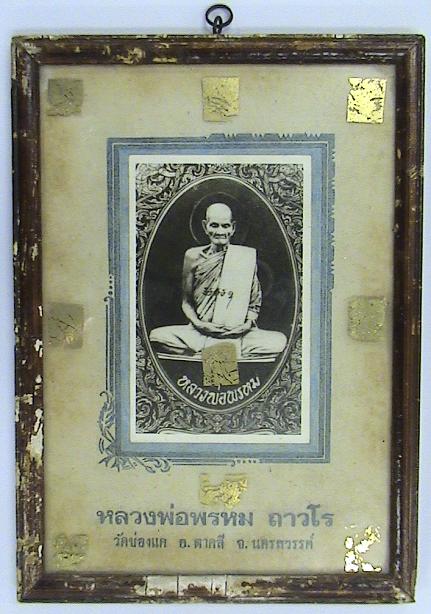 หลวงพ่อพรหม
หลวงพ่อพรหม ถาวโร
วัดช่องแค อ.ตาคลี จ.นครสวรรค์